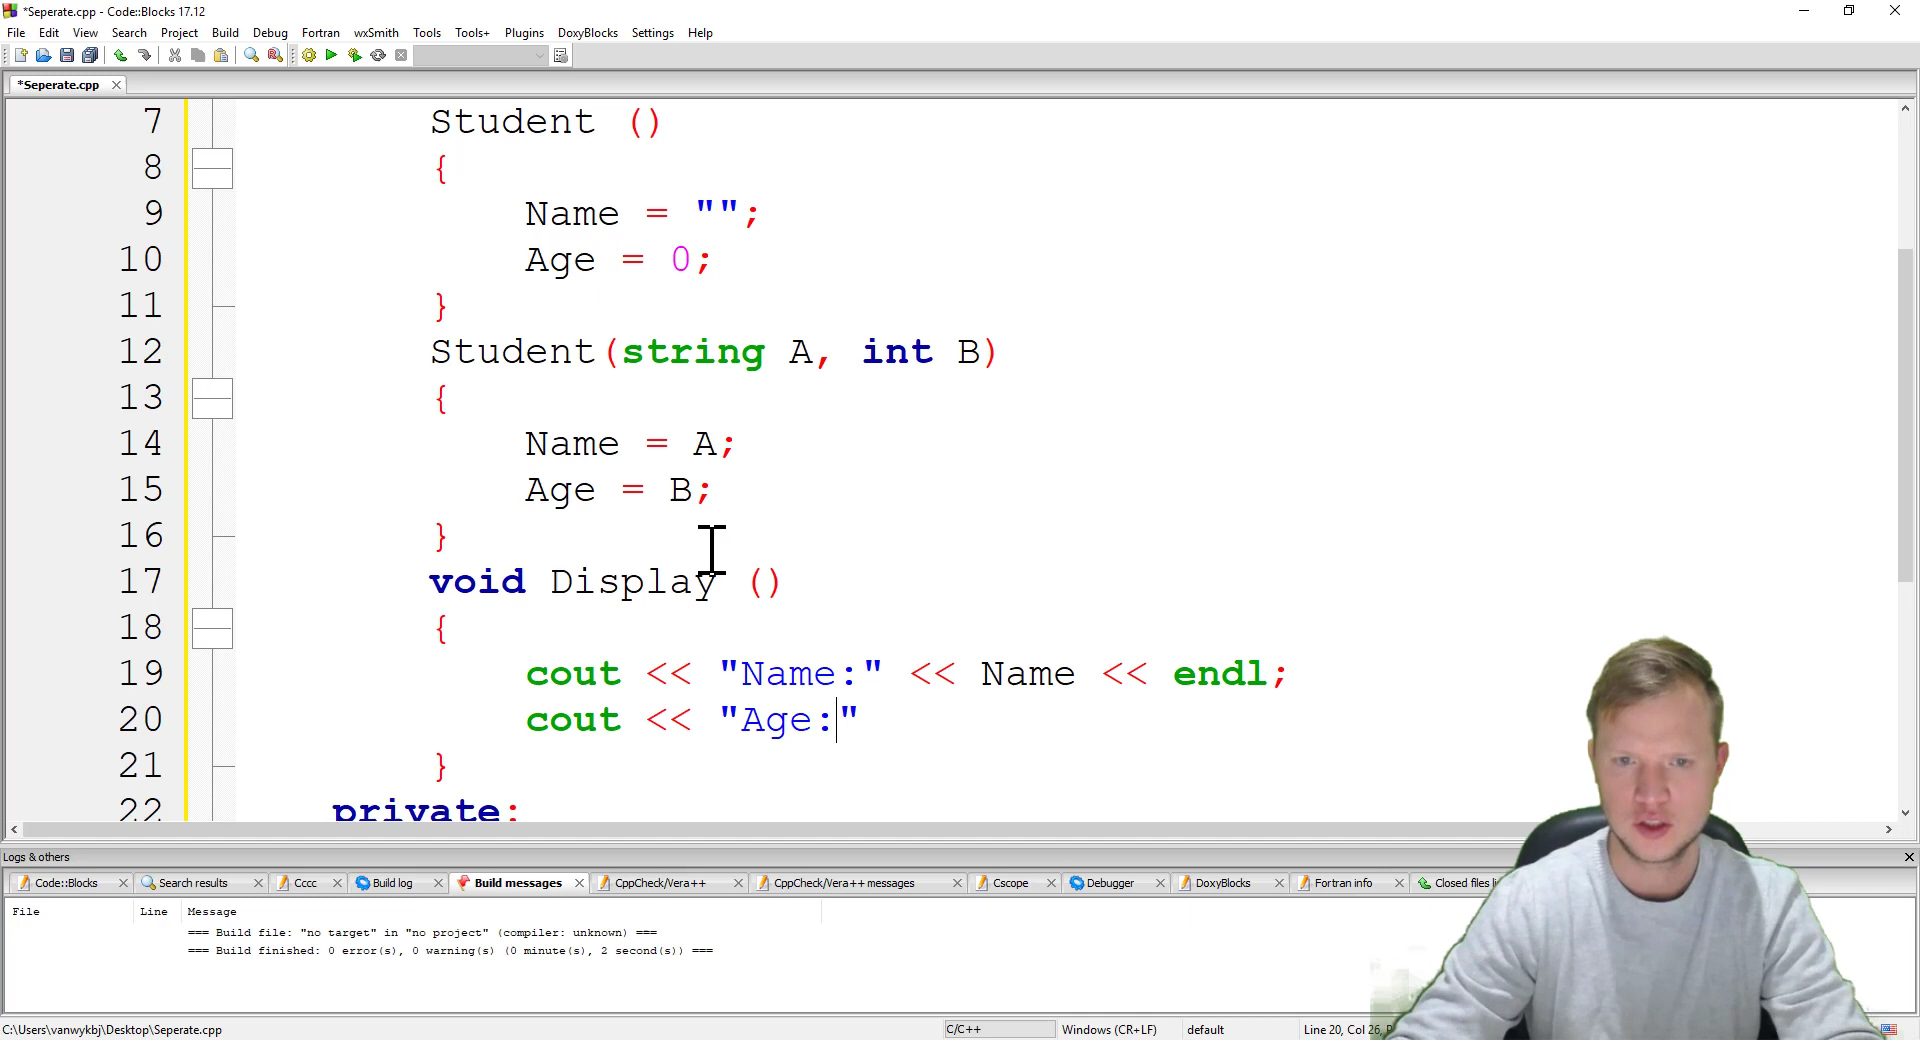 *Seperate.cpp - Code::Blocks 17.12
File Edit View Search Project Build Debug Fortran wxSmith Tools Tools+ Plugins DoxyBlocks Settings Help
*Seperate.cpp
7 Student ()
8 {
9 Name = "";
10 Age = 0;
11 }
12 Student(string A, int B)
13 {
14 Name = A;
15 Age = B;
16 }
17 void Display ()
18 {
19 cout << "Name:" << Name << endl;
20 cout << "Age:"
21 }
22 private:
Logs & others
Code::Blocks Search results Cccc Build log Build messages CppCheck/Vera++ CppCheck/Vera++ messages Cscope Debugger DoxyBlocks Fortran info Closed files
File Line Message
=== Build file: "no target" in "no project" (compiler: unknown) ===
=== Build finished: 0 error(s), 0 warning(s) (0 minute(s), 2 second(s)) ===
C:\Users\vanwykbj\Desktop\Seperate.cpp C/C++ Windows (CR+LF) default Line 20, Col 26,